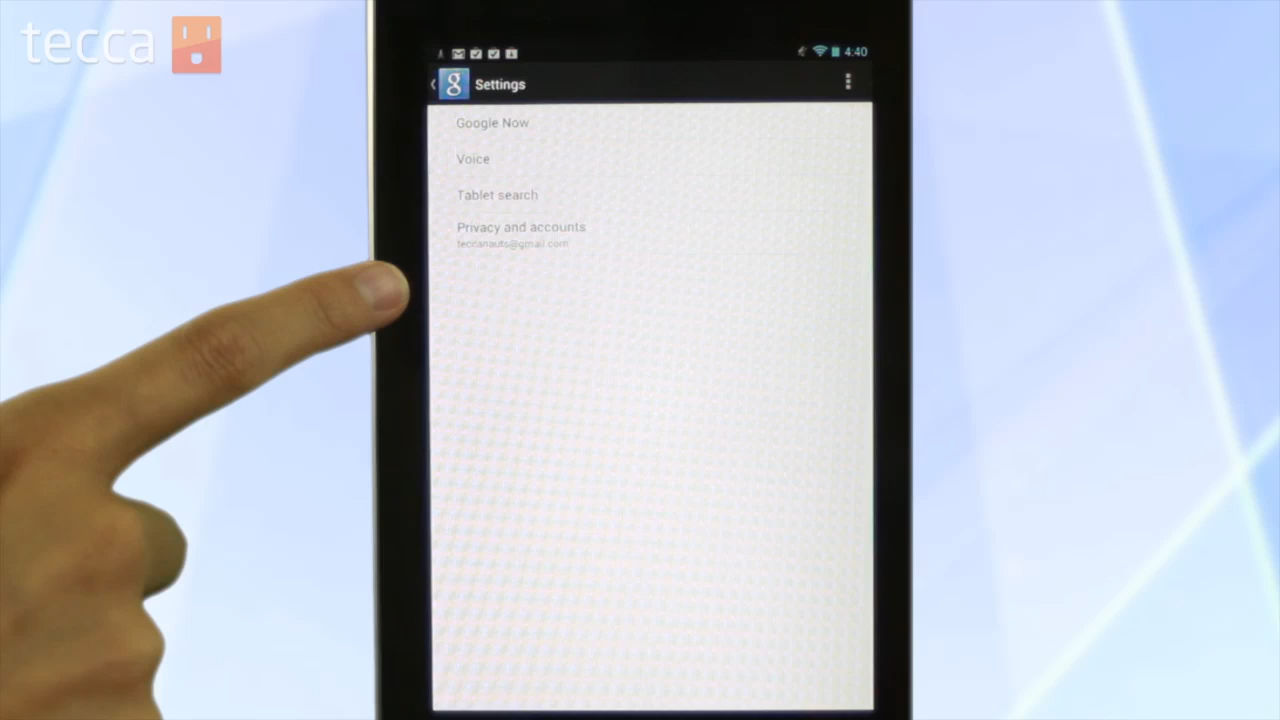 tecca
4:40
Settings
Google Now
Voice
Tablet search
Privacy and accounts
teccanauts@gmail.com